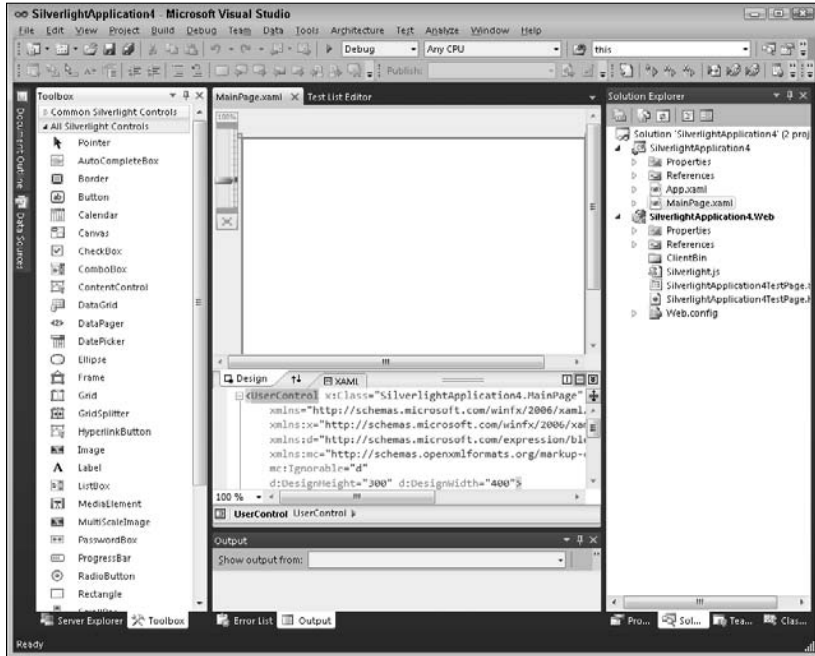 SilverlightApplication4 - Microsoft Visual Studio
File Edit View Project Build Debug Team Data Tools Architecture Test Analyze Window Help
Debug Any CPU this
Publish:
Document Outline
Data Sources
Toolbox
Common Silverlight Controls
All Silverlight Controls
Pointer
AutoCompleteBox
Border
Button
Calendar
Canvas
CheckBox
ComboBox
ContentControl
DataGrid
DataPager
DatePicker
Ellipse
Frame
Grid
GridSplitter
HyperlinkButton
Image
Label
ListBox
MediaElement
MultiScaleImage
PasswordBox
ProgressBar
RadioButton
Rectangle
Server Explorer Toolbox
MainPage.xaml Test List Editor
100%
Design XAML
<UserControl x:Class="SilverlightApplication4.MainPage"
xmlns="http://schemas.microsoft.com/winfx/2006/xaml
xmlns:x="http://schemas.microsoft.com/winfx/2006/xam
xmlns:d="http://schemas.microsoft.com/expression/ble
xmlns:mc="http://schemas.openxmlformats.org/markup-c
mc:Ignorable="d"
d:DesignHeight="300" d:DesignWidth="400">
100 %
UserControl UserControl
Output
Show output from:
Error List Output
Solution Explorer
Solution 'SilverlightApplication4' (2 proj
SilverlightApplication4
Properties
References
App.xaml
MainPage.xaml
SilverlightApplication4.Web
Properties
References
ClientBin
Silverlight.js
SilverlightApplication4TestPage.
SilverlightApplication4TestPage.
Web.config
Pro... Sol... Tea... Clas...
Ready